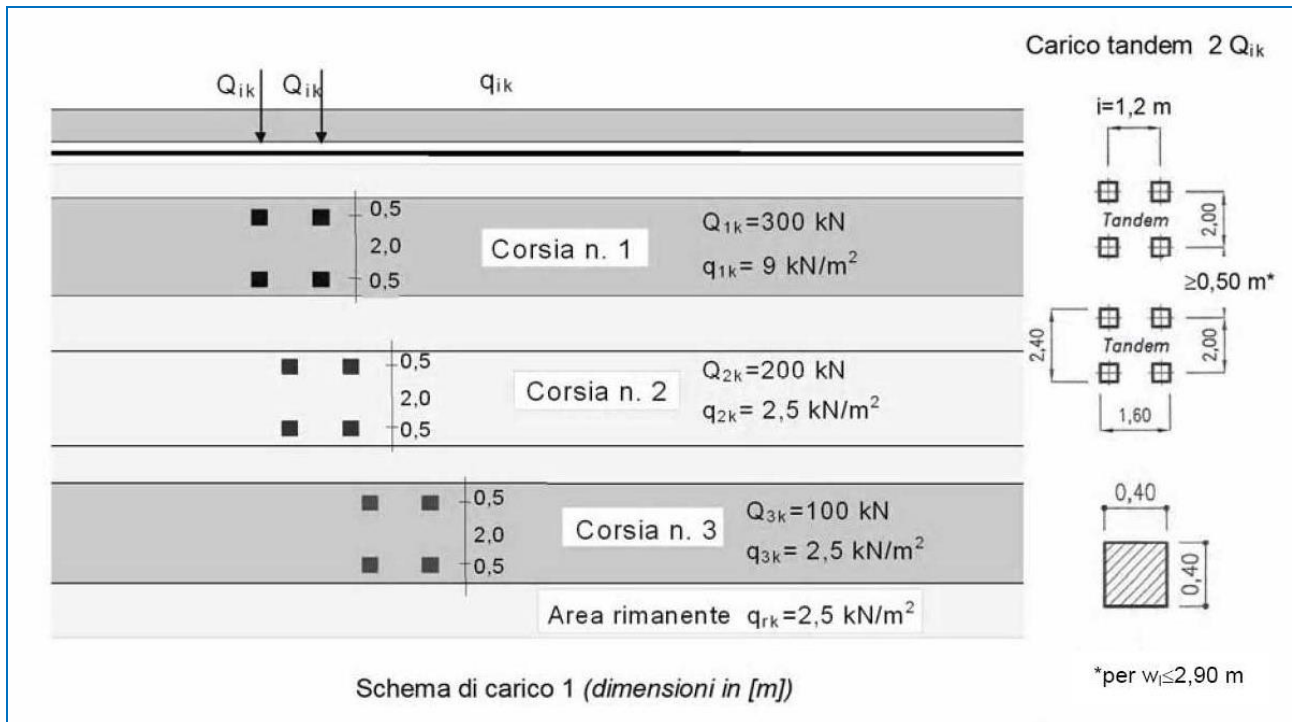 Carico tandem 2 Qik
Qik Qik qik
i=1,2 m
0,5
2,0
0,5
Corsia n. 1
Q1k=300 kN
q1k= 9 kN/m²
Tandem
2,00
≥0,50 m*
0,5
2,0
0,5
Corsia n. 2
Q2k=200 kN
q2k= 2,5 kN/m²
2,40
Tandem
2,00
1,60
0,5
2,0
0,5
Corsia n. 3
Q3k=100 kN
q3k= 2,5 kN/m²
0,40
0,40
Area rimanente qrk=2,5 kN/m²
Schema di carico 1 (dimensioni in [m])
*per wl≤2,90 m